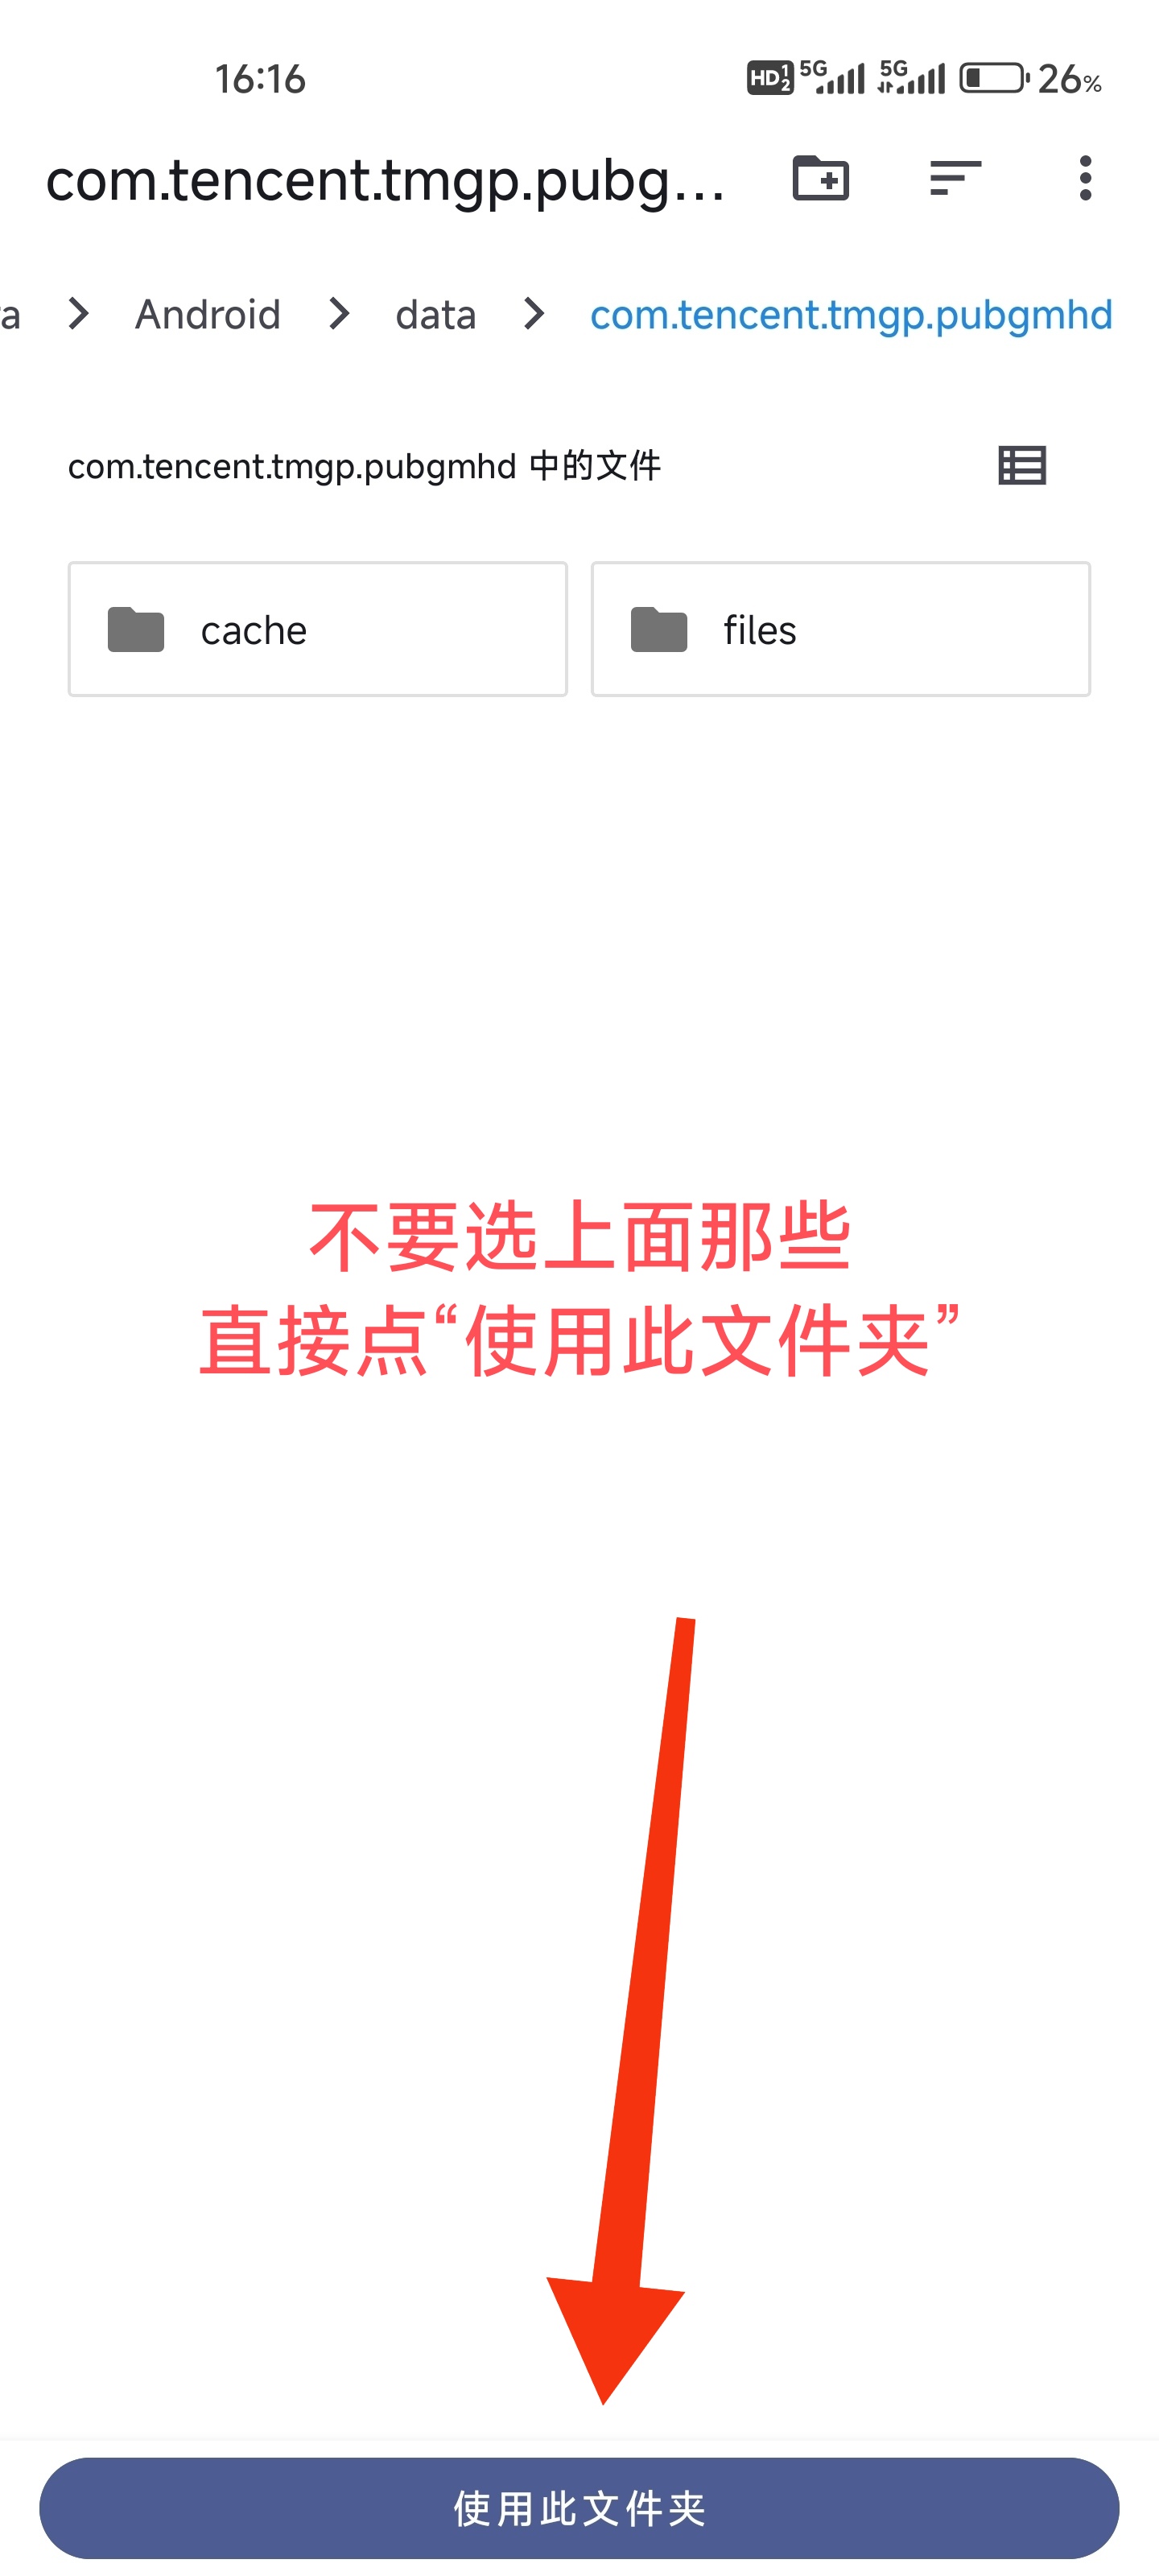 16:16 HD 1 2 5G 5G 26%
com.tencent.tmgp.pubg...
a > Android > data > com.tencent.tmgp.pubgmhd
com.tencent.tmgp.pubgmhd 中的文件
cache files
不要选上面那些
直接点“使用此文件夹”
使用此文件夹